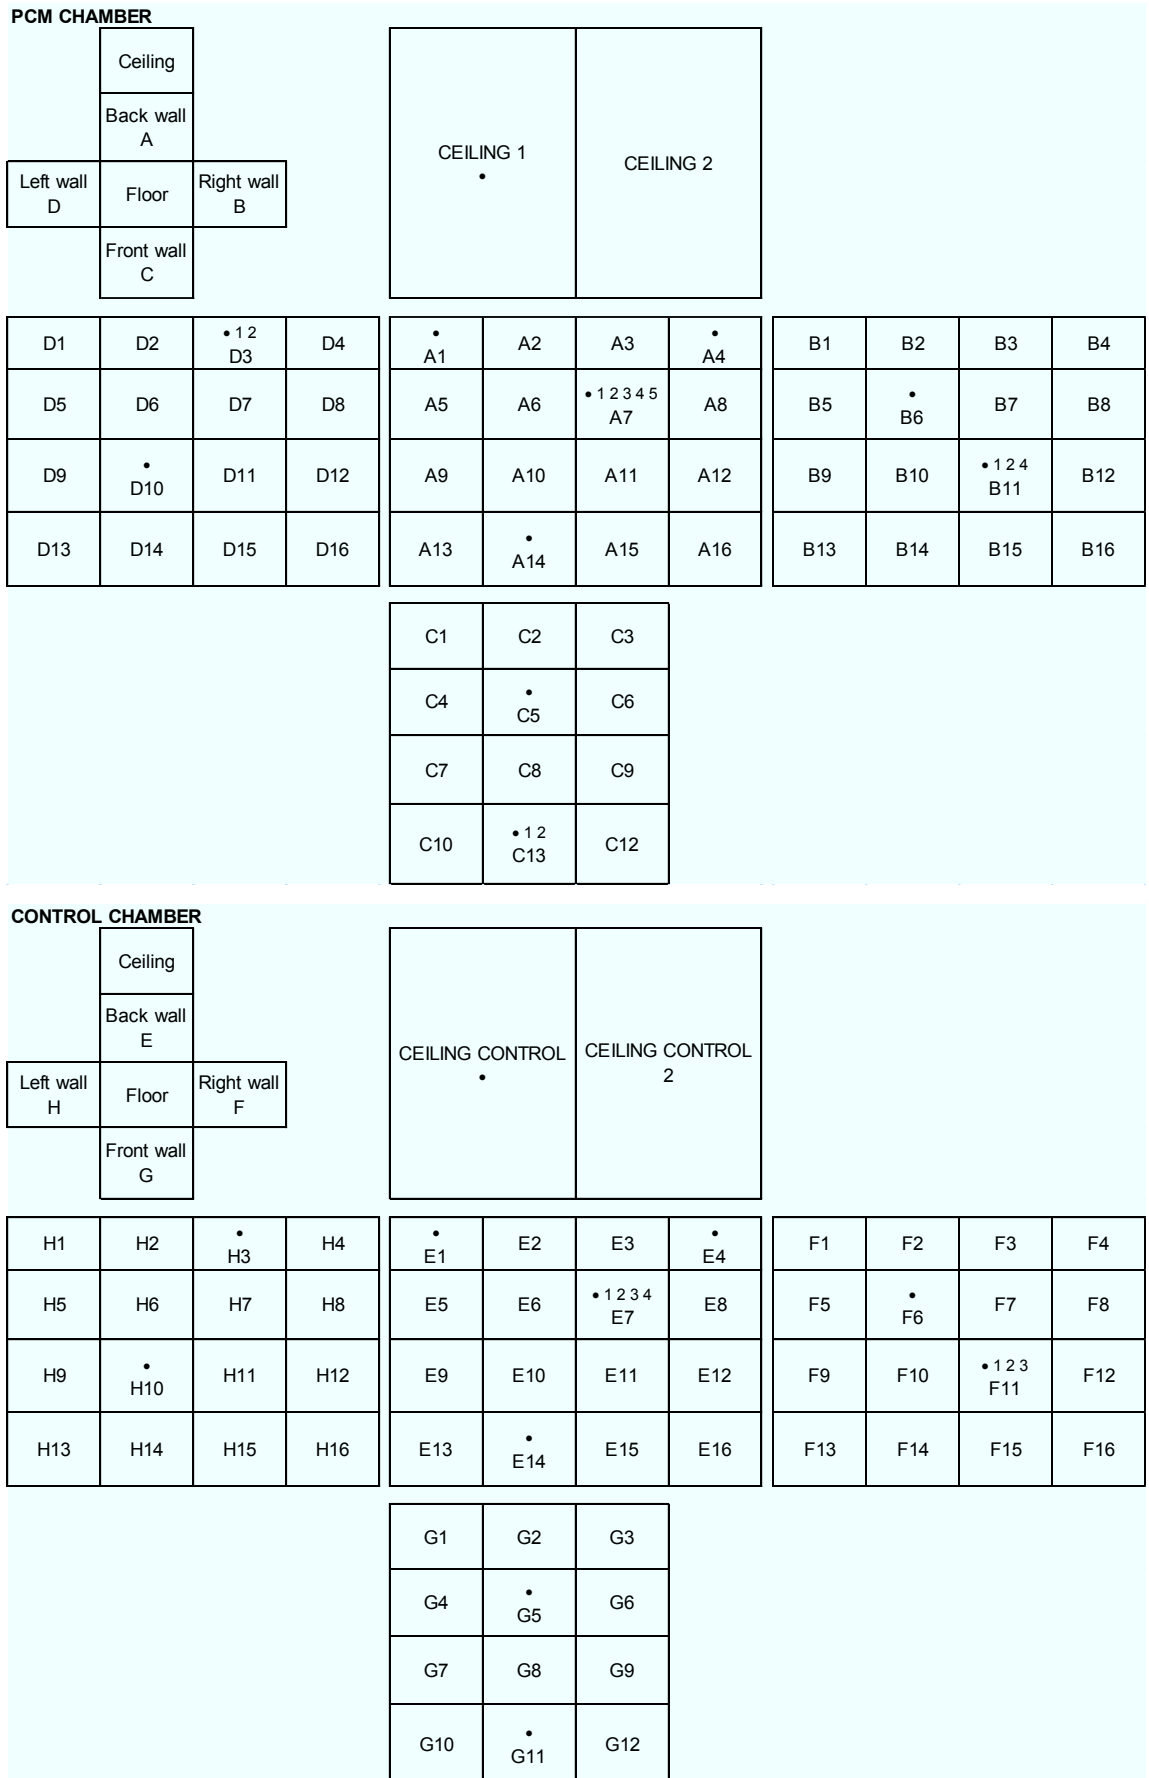 PCM CHAMBER
Ceiling
Back wall
A
Left wall
D
Floor
Right wall
B
Front wall
C
CEILING 1
•
CEILING 2
D1 D2 • 1 2 D3 D4
D5 D6 D7 D8
D9 • D10 D11 D12
D13 D14 D15 D16
• A1 A2 A3 • A4
A5 A6 • 1 2 3 4 5 A7 A8
A9 A10 A11 A12
A13 • A14 A15 A16
B1 B2 B3 B4
B5 • B6 B7 B8
B9 B10 • 1 2 4 B11 B12
B13 B14 B15 B16
C1 C2 C3
C4 • C5 C6
C7 C8 C9
C10 • 1 2 C13 C12
CONTROL CHAMBER
Ceiling
Back wall
E
Left wall
H
Floor
Right wall
F
Front wall
G
CEILING CONTROL
•
CEILING CONTROL
2
H1 H2 • H3 H4
H5 H6 H7 H8
H9 • H10 H11 H12
H13 H14 H15 H16
• E1 E2 E3 • E4
E5 E6 • 1 2 3 4 E7 E8
E9 E10 E11 E12
E13 • E14 E15 E16
F1 F2 F3 F4
F5 • F6 F7 F8
F9 F10 • 1 2 3 F11 F12
F13 F14 F15 F16
G1 G2 G3
G4 • G5 G6
G7 G8 G9
G10 • G11 G12